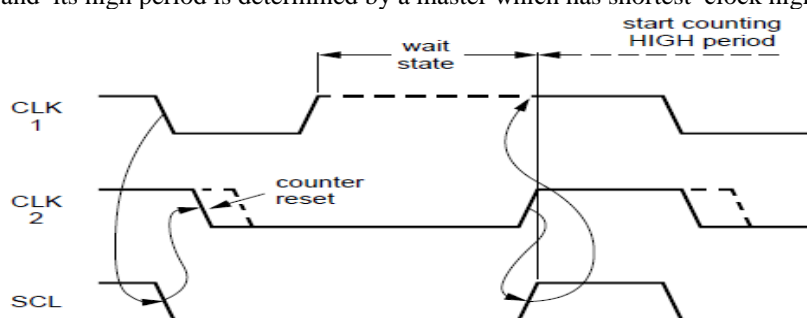 and its high period is determined by a master which has shortest clock hig
start counting
HIGH period
wait
state
CLK
1
counter
reset
CLK
2
SCL